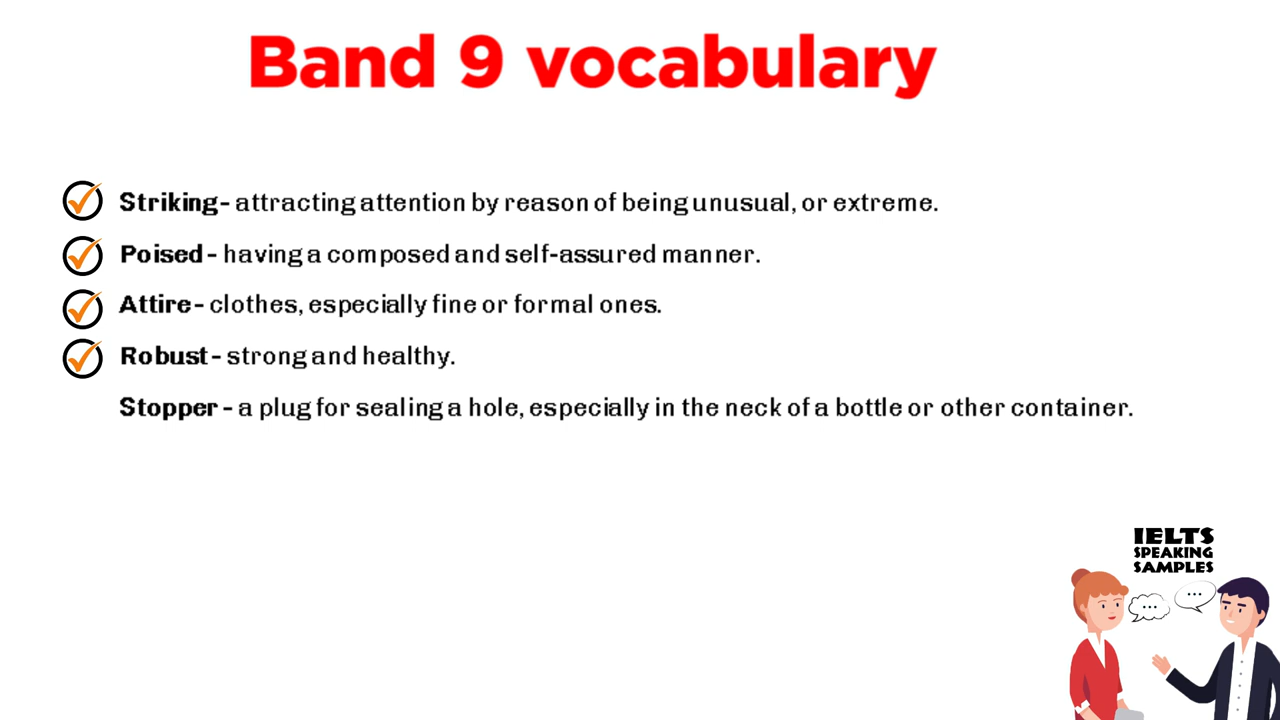 Band 9 vocabulary
Striking- attracting attention by reason of being unusual, or extreme.
Poised - having a composed and self-assured manner.
Attire- clothes, especially fine or formal ones.
Robust - strong and healthy.
Stopper - a plug for sealing a hole, especially in the neck of a bottle or other container.
IELTS
SPEAKING
SAMPLES